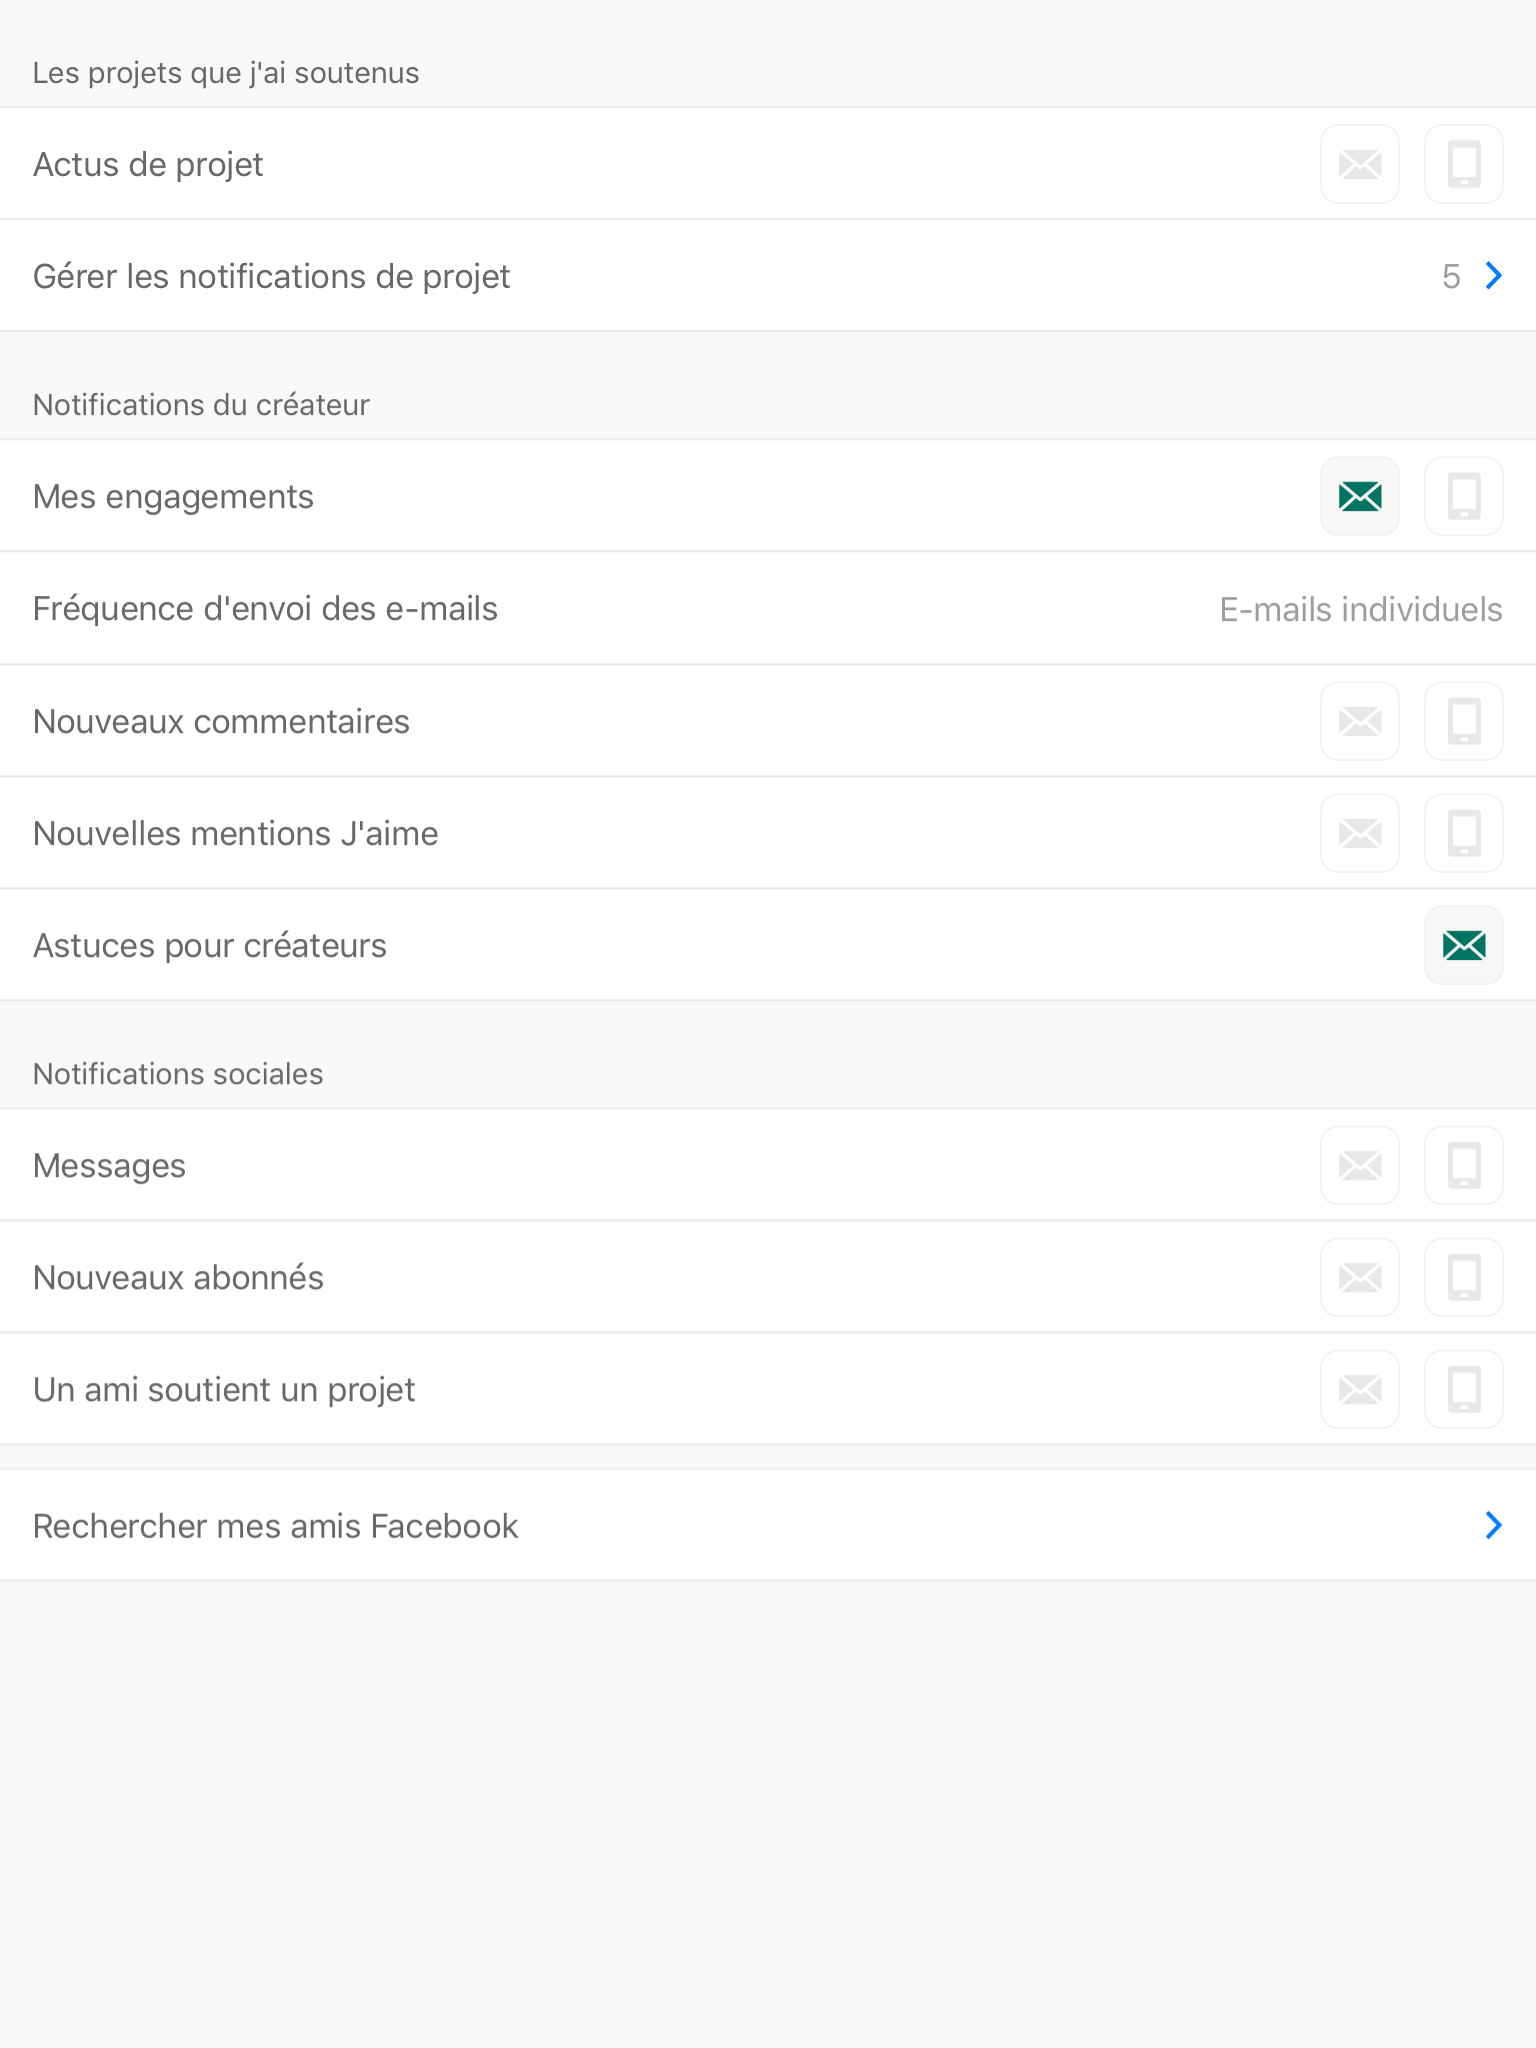 Les projets que j'ai soutenus
Actus de projet
Gérer les notifications de projet 5
Notifications du créateur
Mes engagements
Fréquence d'envoi des e-mails E-mails individuels
Nouveaux commentaires
Nouvelles mentions J'aime
Astuces pour créateurs
Notifications sociales
Messages
Nouveaux abonnés
Un ami soutient un projet
Rechercher mes amis Facebook